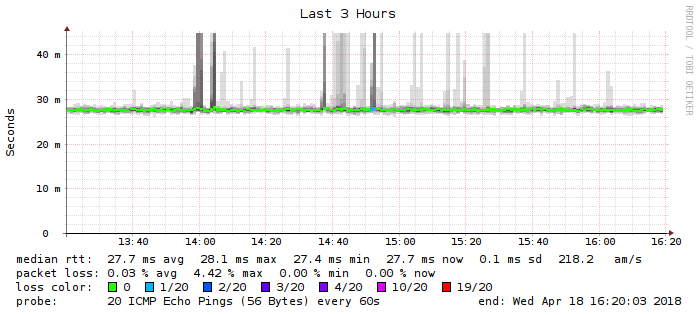 Last 3 Hours
RRDTOOL / TOBI OETIKER
Seconds
40 m
30 m
20 m
10 m
0
13:40 14:00 14:20 14:40 15:00 15:20 15:40 16:00 16:20
median rtt: 27.7 ms avg 28.1 ms max 27.4 ms min 27.7 ms now 0.1 ms sd 218.2 am/s
packet loss: 0.03 % avg 4.42 % max 0.00 % min 0.00 % now
loss color: 0 1/20 2/20 3/20 4/20 10/20 19/20
probe: 20 ICMP Echo Pings (56 Bytes) every 60s end: Wed Apr 18 16:20:03 2018